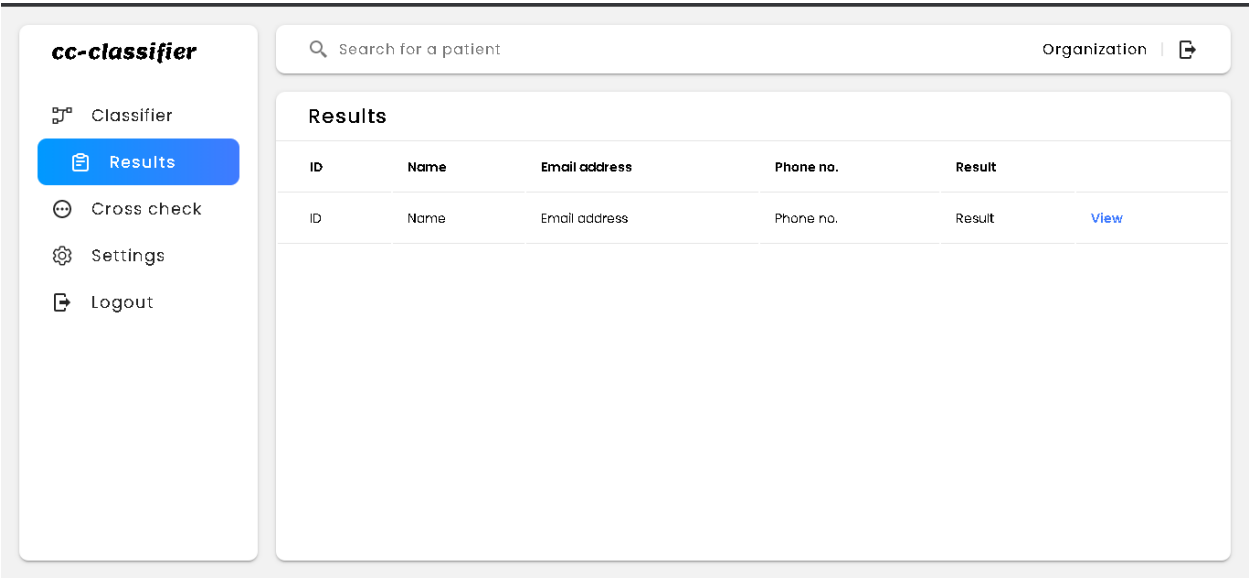 cc-classifier
Classifier
Results
Cross check
Settings
Logout
Search for a patient
Organization
Results
ID Name Email address Phone no. Result
ID Name Email address Phone no. Result View